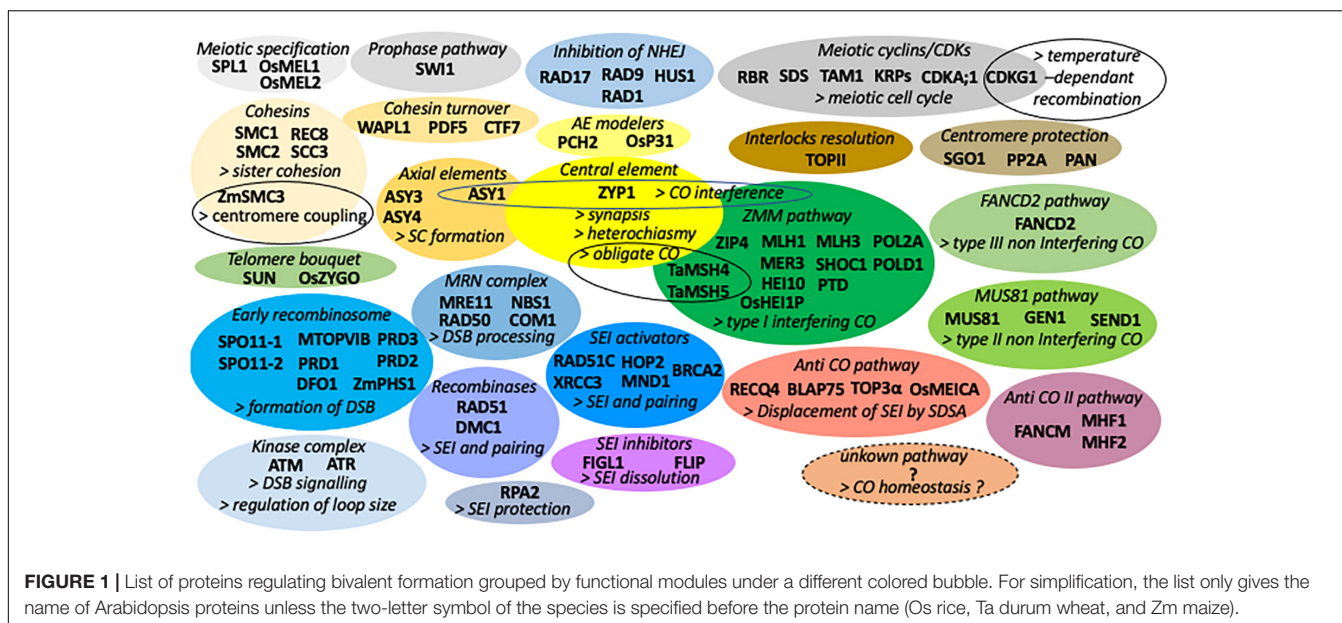 Meiotic specification
SPL1 OsMEL1
OsMEL2
Prophase pathway
SWI1
Inhibition of NHEJ
RAD17 RAD9 HUS1
RAD1
Meiotic cyclins/CDKs
RBR SDS TAM1 KRPs CDKA;1 CDKG1
> meiotic cell cycle
> temperature
–dependant
recombination
Cohesins
SMC1 REC8
SMC2 SCC3
> sister cohesion
ZmSMC3
> centromere coupling
Cohesin turnover
WAPL1 PDF5 CTF7
AE modelers
PCH2 OsP31
Interlocks resolution
TOPII
Centromere protection
SGO1 PP2A PAN
Axial elements
ASY3 ASY1
ASY4
> SC formation
Central element
ZYP1 > CO interference
> synapsis
> heterochiasmy
> obligate CO
ZMM pathway
ZIP4 MLH1 MLH3 POL2A
TaMSH4 MER3 SHOC1 POLD1
TaMSH5 HEI10 PTD
OsHEI1P
> type I interfering CO
FANCD2 pathway
FANCD2
> type III non Interfering CO
Telomere bouquet
SUN OsZYGO
MRN complex
MRE11 NBS1
RAD50 COM1
> DSB processing
MUS81 pathway
MUS81 GEN1 SEND1
> type II non Interfering CO
Early recombinosome
SPO11-1 MTOPVIB PRD3
SPO11-2 PRD1 PRD2
DFO1 ZmPHS1
> formation of DSB
SEI activators
RAD51C HOP2 BRCA2
XRCC3 MND1
> SEI and pairing
Recombinases
RAD51
DMC1
> SEI and pairing
Anti CO pathway
RECQ4 BLAP75 TOP3α OsMEICA
> Displacement of SEI by SDSA
Anti CO II pathway
FANCM MHF1
MHF2
Kinase complex
ATM ATR
> DSB signalling
> regulation of loop size
SEI inhibitors
FIGL1 FLIP
> SEI dissolution
RPA2
> SEI protection
unkown pathway
?
> CO homeostasis ?
FIGURE 1 | List of proteins regulating bivalent formation grouped by functional modules under a different colored bubble. For simplification, the list only gives the
name of Arabidopsis proteins unless the two-letter symbol of the species is specified before the protein name (Os rice, Ta durum wheat, and Zm maize).